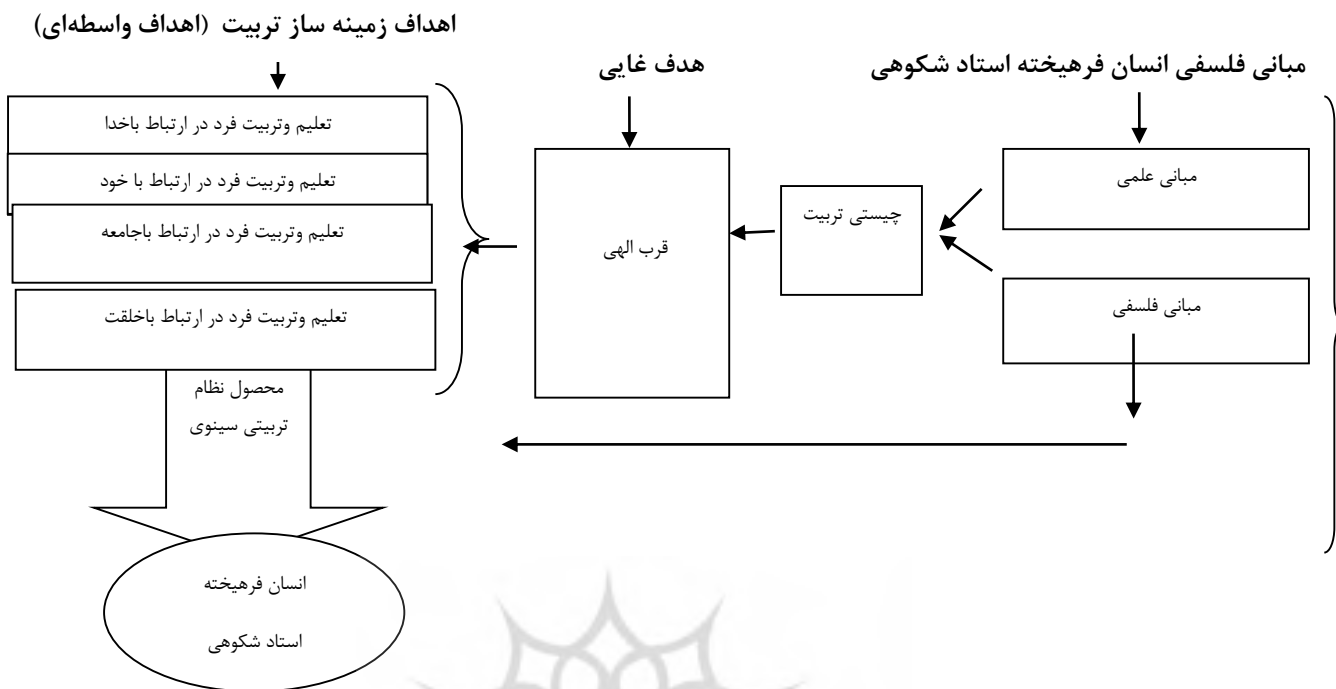 مبانی فلسفی انسان فرهیخته استاد شکوهی
هدف غایی
اهداف زمینه ساز تربیت (اهداف واسطه‌ای)
مبانی علمی
مبانی فلسفی
چیستی تربیت
قرب الهی
تعلیم وتربیت فرد در ارتباط باخدا
تعلیم وتربیت فرد در ارتباط با خود
تعلیم وتربیت فرد در ارتباط باجامعه
تعلیم وتربیت فرد در ارتباط باخلقت
محصول نظام
تربیتی سینوی
انسان فرهیخته
استاد شکوهی